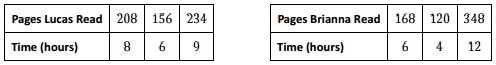 Pages Lucas Read 208 156 234
Time (hours) 8 6 9
Pages Brianna Read 168 120 348
Time (hours) 6 4 12